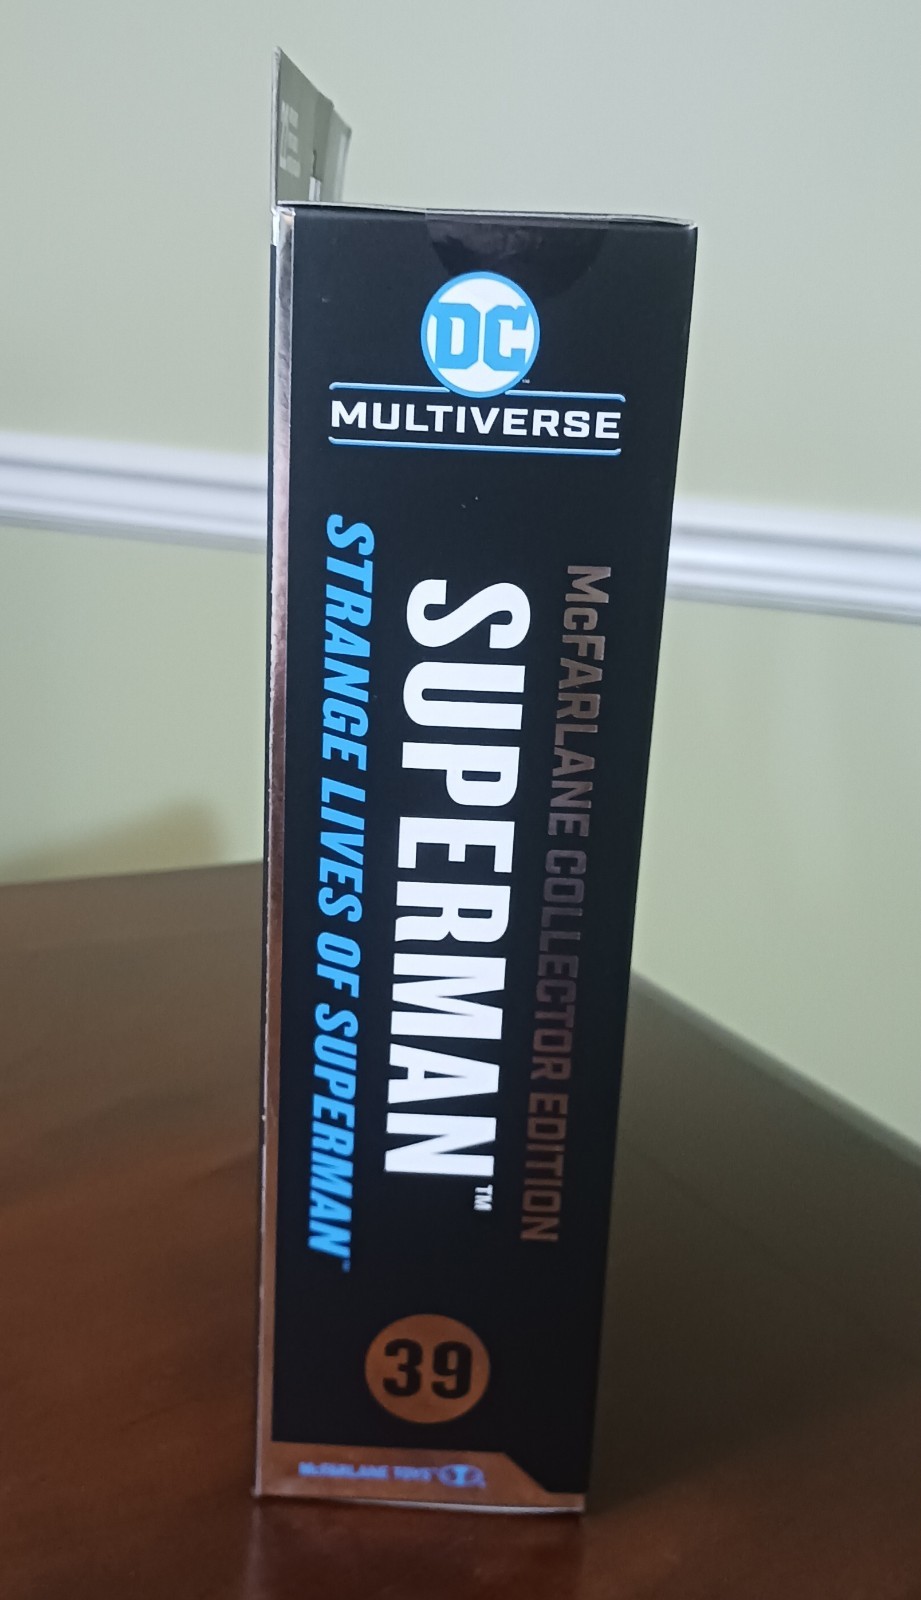 DC
MULTIVERSE
McFARLANE COLLECTOR EDITION
SUPERMAN™
STRANGE LIVES OF SUPERMAN™
39
McFARLANE TOYS